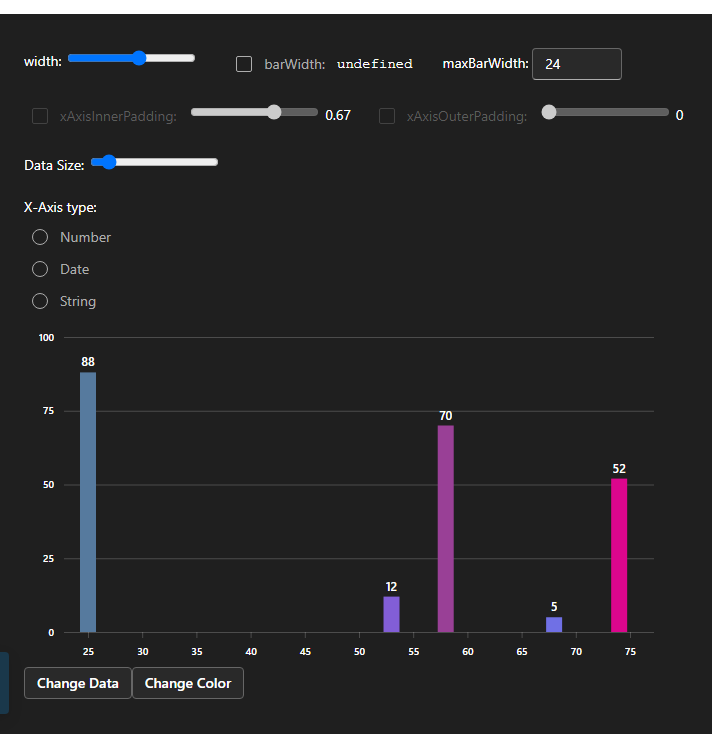 width: barWidth: undefined maxBarWidth: 24
xAxisInnerPadding: 0.67 xAxisOuterPadding: 0
Data Size:
X-Axis type:
Number
Date
String
100
88
75
70
52
50
25
12
5
0
25 30 35 40 45 50 55 60 65 70 75
Change Data Change Color